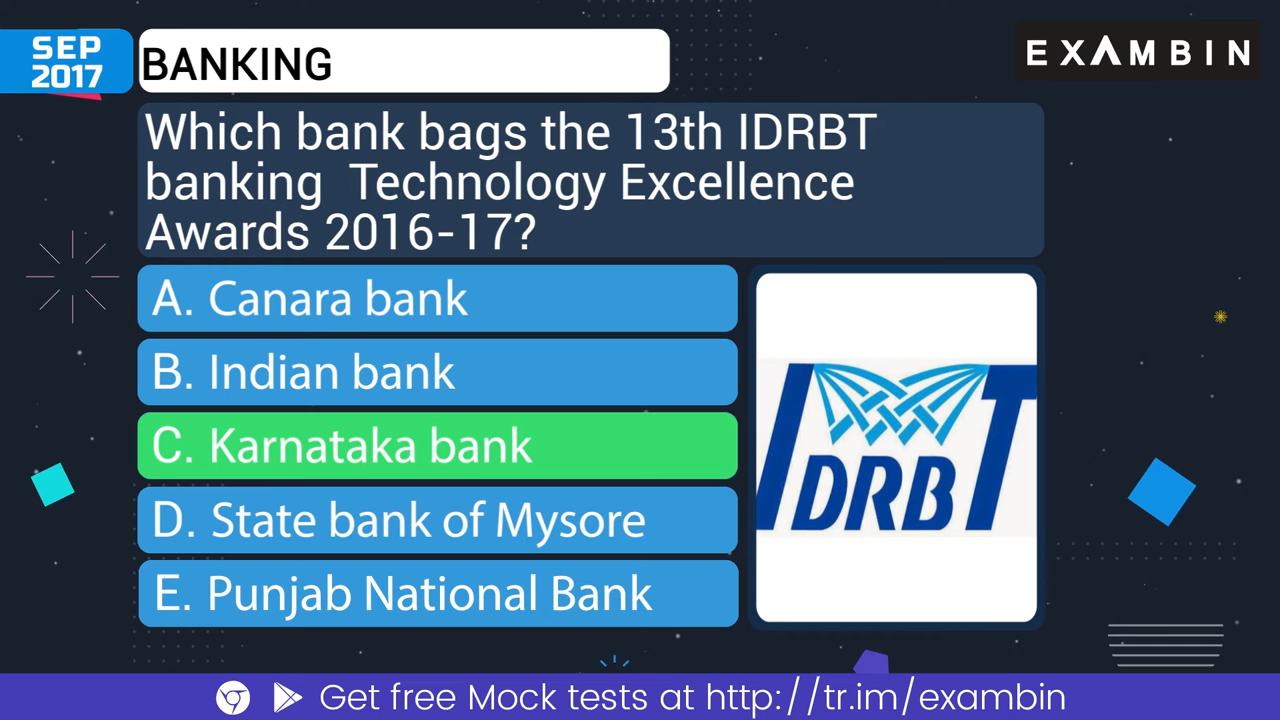 SEP
2017
BANKING
EXAMBIN
Which bank bags the 13th IDRBT
banking Technology Excellence
Awards 2016-17?
A. Canara bank
B. Indian bank
C. Karnataka bank
D. State bank of Mysore
E. Punjab National Bank
IDRBT
Get free Mock tests at http://tr.im/exambin